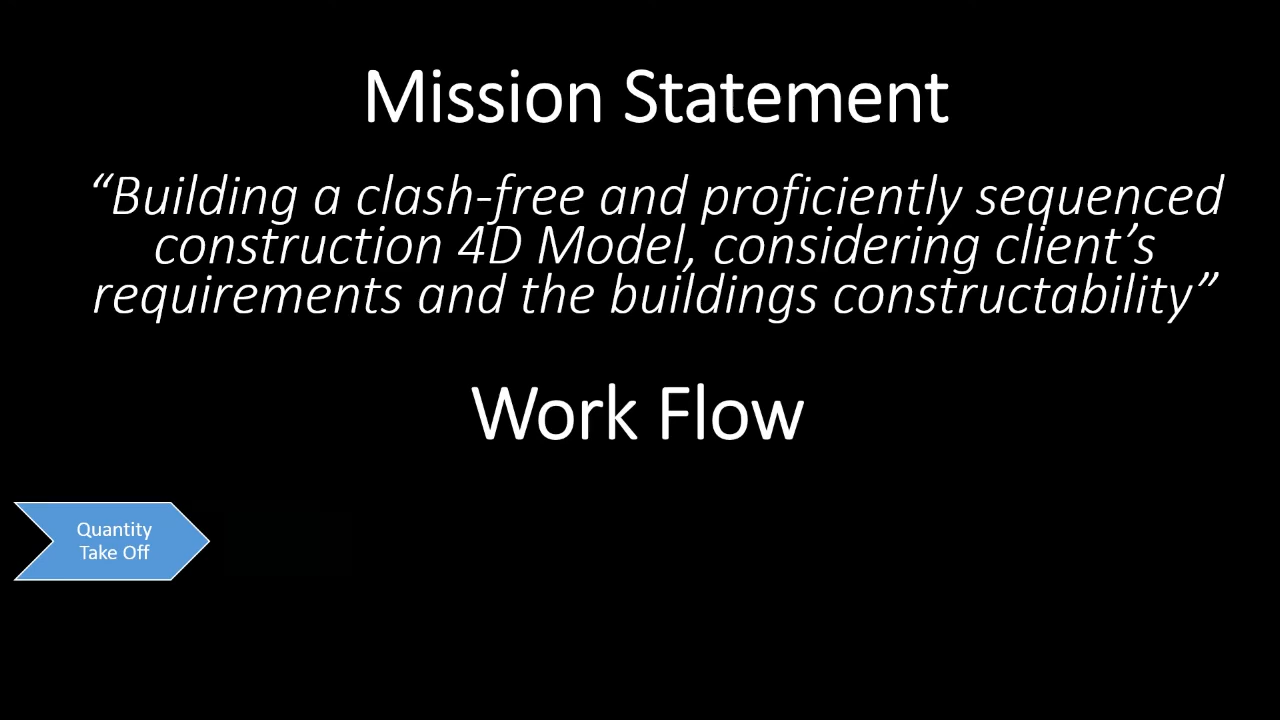 Mission Statement
“Building a clash-free and proficiently sequenced
construction 4D Model, considering client’s
requirements and the buildings constructability”
Work Flow
Quantity
Take Off